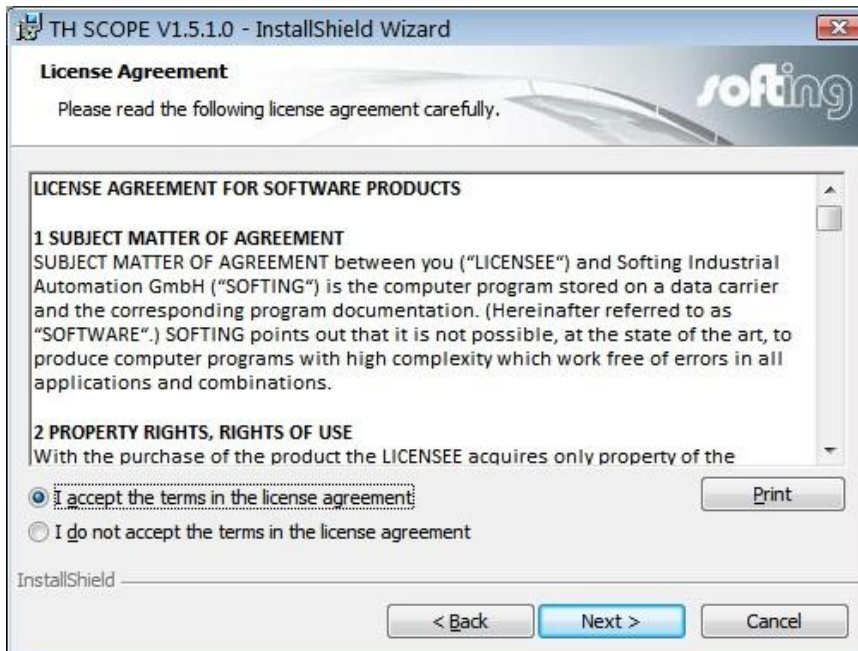 TH SCOPE V1.5.1.0 - InstallShield Wizard
License Agreement
Please read the following license agreement carefully.
softing
LICENSE AGREEMENT FOR SOFTWARE PRODUCTS
1 SUBJECT MATTER OF AGREEMENT
SUBJECT MATTER OF AGREEMENT between you (“LICENSEE“) and Softing Industrial
Automation GmbH (“SOFTING“) is the computer program stored on a data carrier
and the corresponding program documentation. (Hereinafter referred to as
“SOFTWARE“.) SOFTING points out that it is not possible, at the state of the art, to
produce computer programs with high complexity which work free of errors in all
applications and combinations.
2 PROPERTY RIGHTS, RIGHTS OF USE
With the purchase of the product the LICENSEE acquires only property of the
I accept the terms in the license agreement
Print
I do not accept the terms in the license agreement
InstallShield
< Back
Next >
Cancel